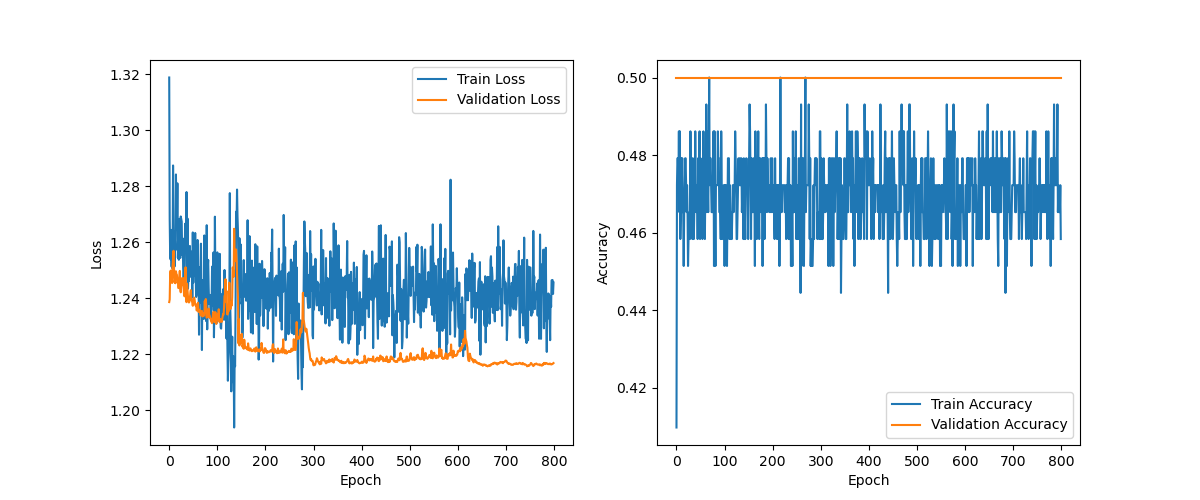 1.32
1.30
1.28
1.26
1.24
1.22
1.20
Loss
0 100 200 300 400 500 600 700 800
Epoch
Train Loss
Validation Loss
0.50
0.48
0.46
0.44
0.42
Accuracy
0 100 200 300 400 500 600 700 800
Epoch
Train Accuracy
Validation Accuracy